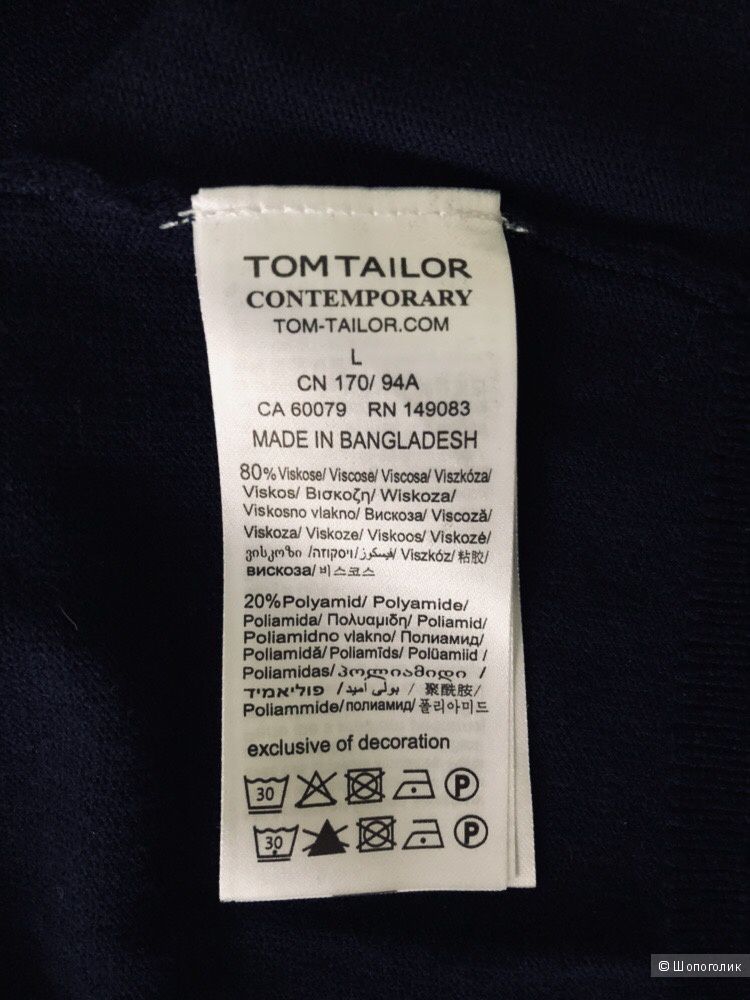 TOM TAILOR
CONTEMPORARY
TOM-TAILOR.COM
L
CN 170/ 94A
CA 60079 RN 149083
MADE IN BANGLADESH
80% Viskose/ Viscose/ Viscosa/ Viszkóza/
Viskos/ Βισκοζη/ Wiskoza/
Viskosno vlakno/ Вискоза/ Viscoză/
Viskoza/ Viskoze/ Viskoos/ Viskozė/
ვისკოზი /ויסקוזה/فيسكوز/ Viszkóz/ 粘胶/
вискоза/ 비스코스
20%Polyamid/ Polyamide/
Poliamida/ Πολυαμιδη/ Poliamid/
Poliamidno vlakno/ Полиамид/
Poliamidă/ Poliamīds/ Polüamiid /
Poliamidas/ პოლიამიდი /
פוליאמיד /بولى أميد / 聚酰胺/
Poliammide/ полиамид/ 폴리아미드
exclusive of decoration
30 P
30 P
© Шопоголик